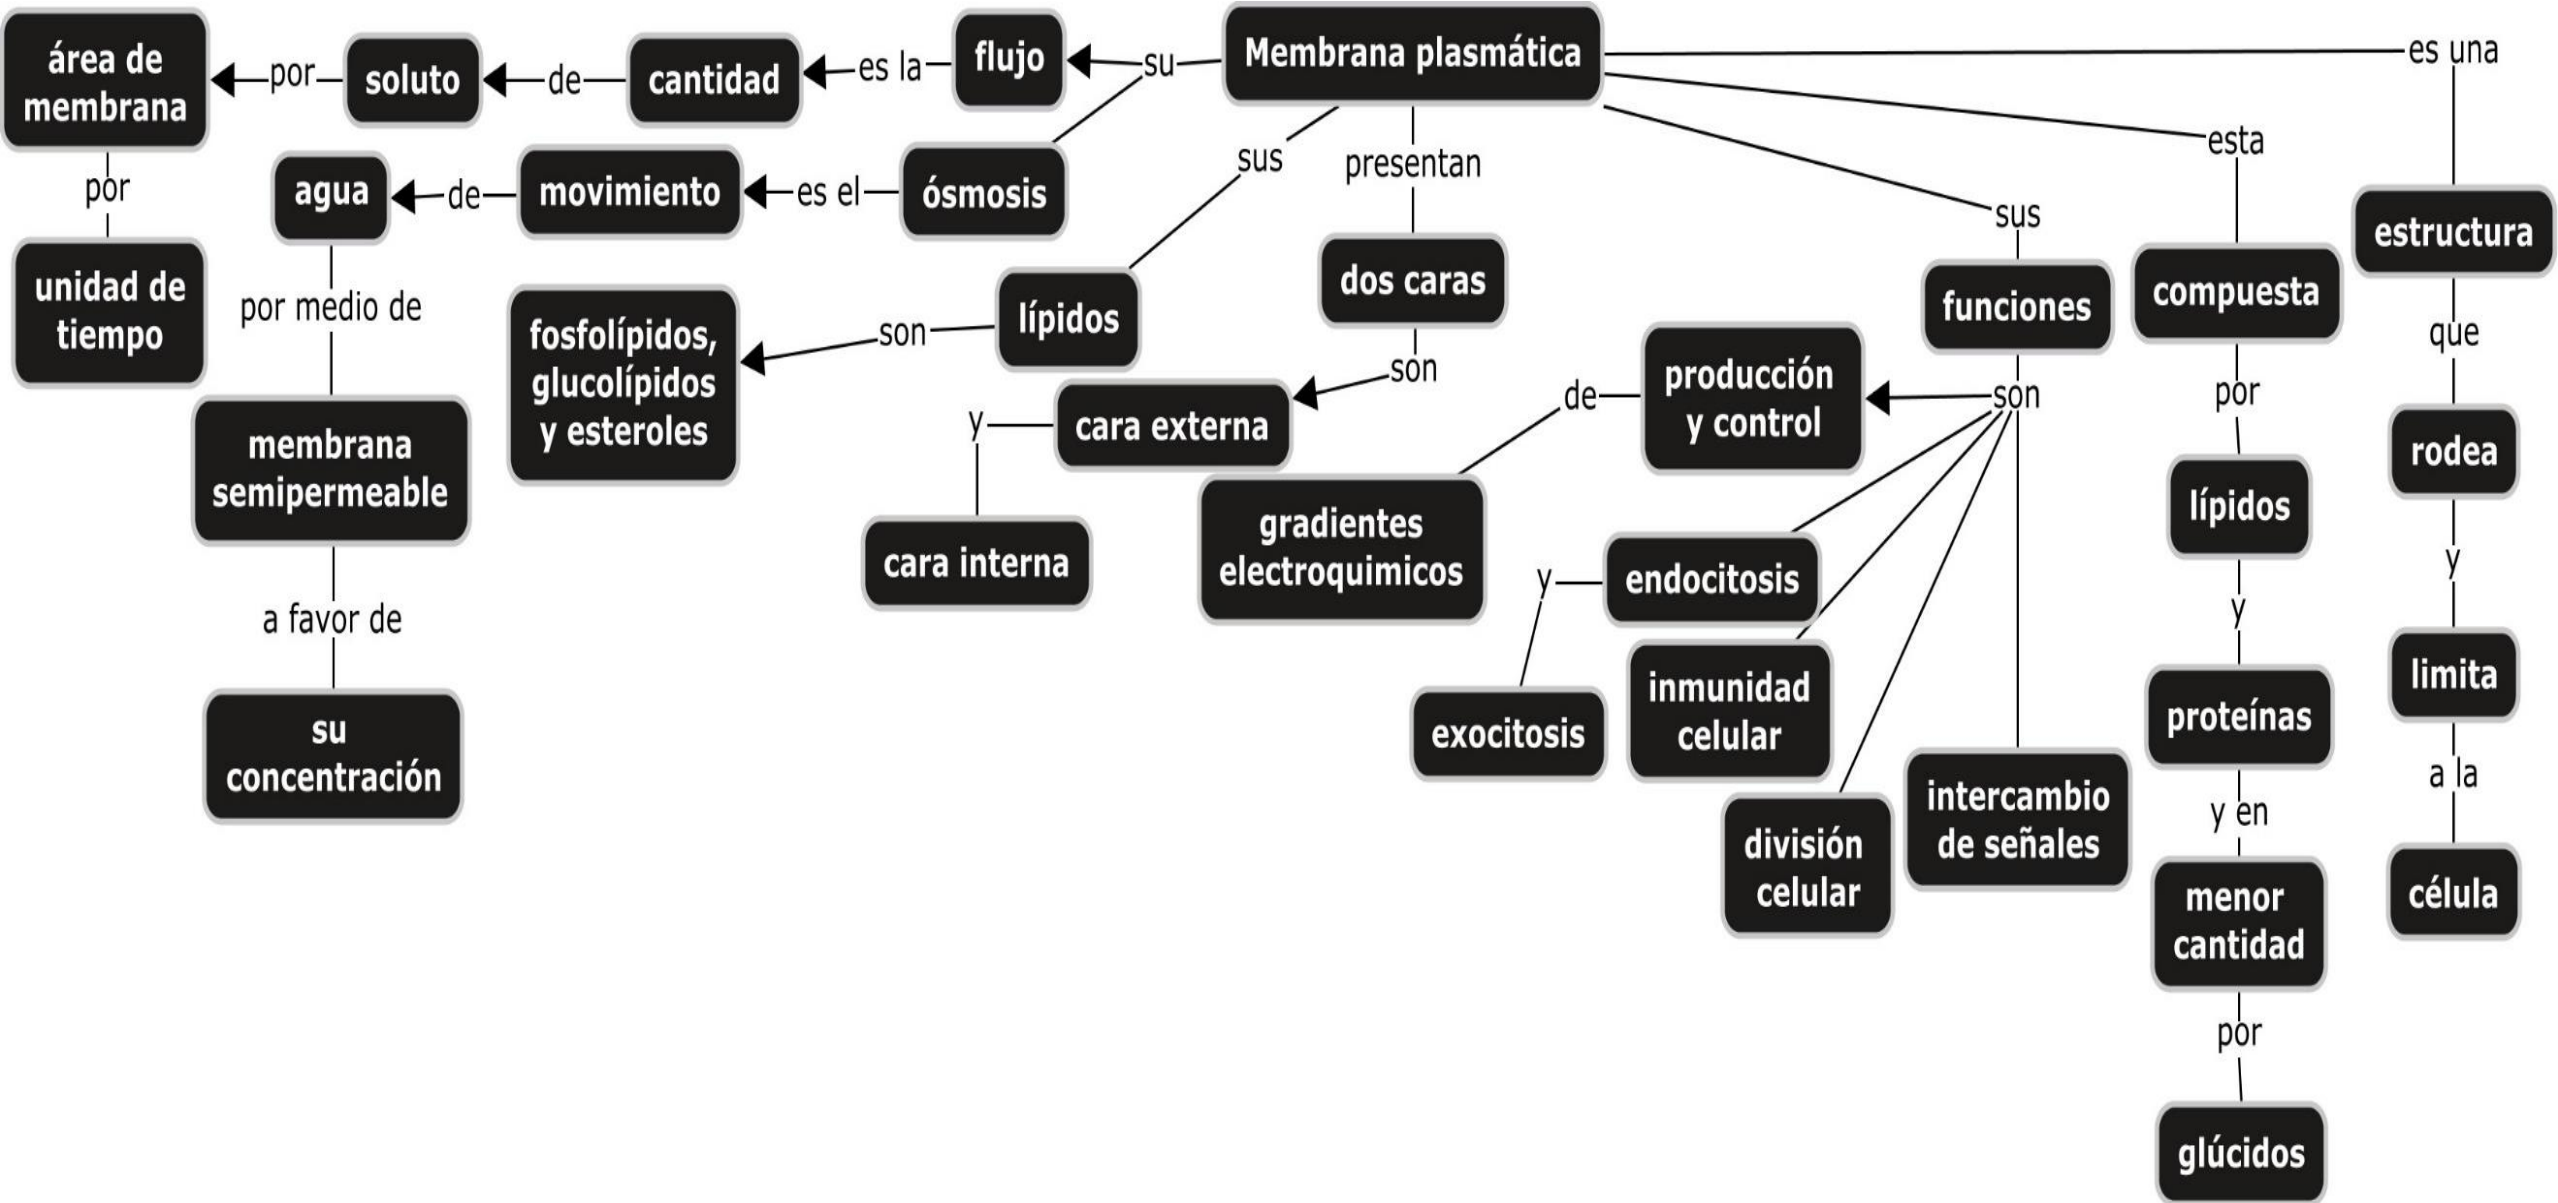 Membrana plasmática
su
flujo
es la
cantidad
de
soluto
por
área de
membrana
por
unidad de
tiempo
ósmosis
es el
movimiento
de
agua
por medio de
membrana
semipermeable
a favor de
su
concentración
sus
lípidos
son
fosfolípidos,
glucolípidos
y esteroles
presentan
dos caras
son
cara externa
y
cara interna
sus
funciones
son
producción
y control
de
gradientes
electroquimicos
endocitosis
y
exocitosis
inmunidad
celular
división
celular
intercambio
de señales
esta
compuesta
por
lípidos
y
proteínas
y en
menor
cantidad
por
glúcidos
es una
estructura
que
rodea
y
limita
a la
célula